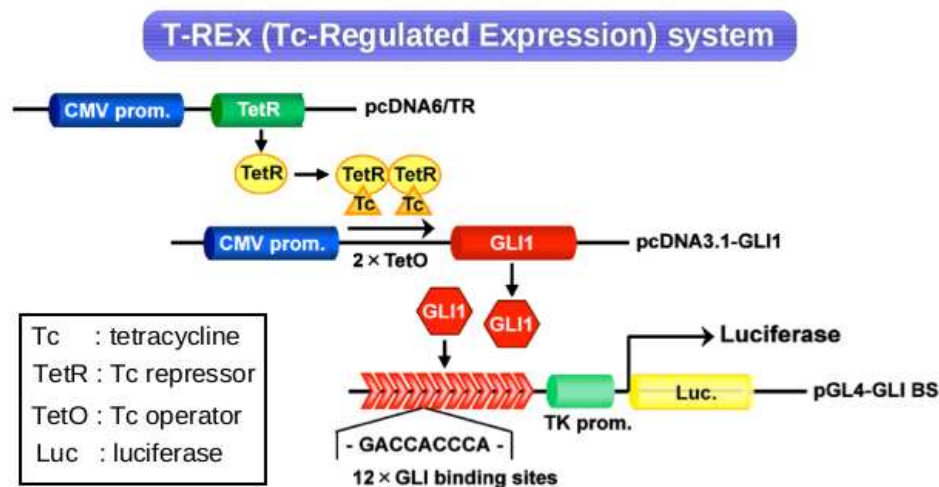 T-REx (Tc-Regulated Expression) system
CMV prom.
TetR
pcDNA6/TR
TetR
TetR
TetR
Tc
Tc
CMV prom.
2 × TetO
GLI1
pcDNA3.1-GLI1
GLI1
GLI1
Tc : tetracycline
TetR : Tc repressor
TetO : Tc operator
Luc : luciferase
Luciferase
TK prom.
Luc.
pGL4-GLI BS
- GACCACCCA -
12 × GLI binding sites